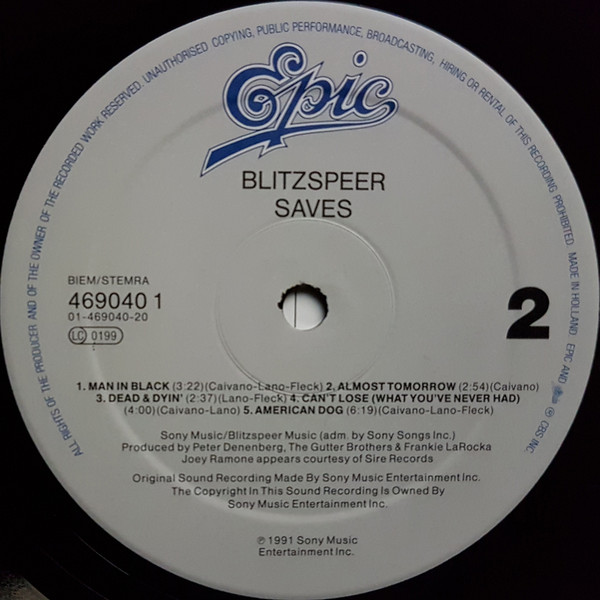 ALL RIGHTS OF THE PRODUCER AND OF THE OWNER OF THE RECORDED WORK RESERVED. UNAUTHORISED COPYING, PUBLIC PERFORMANCE, BROADCASTING, HIRING OR RENTAL OF THIS RECORDING PROHIBITED MADE IN HOLLAND EPIC AND ® CBS INC.
Epic
BLITZSPEER
SAVES
BIEM/STEMRA
469040 1
01-469040-20
LC 0199
2
1. MAN IN BLACK (3:22)(Caivano-Lano-Fleck) 2. ALMOST TOMORROW (2:54)(Caivano)
3. DEAD & DYIN' (2:37)(Lano-Fleck) 4. CAN'T LOSE (WHAT YOU'VE NEVER HAD)
(4:00)(Caivano-Lano) 5. AMERICAN DOG (6:19)(Caivano-Lano-Fleck)
Sony Music/Blitzspeer Music (adm. by Sony Songs Inc.)
Produced by Peter Denenberg, The Gutter Brothers & Frankie LaRocka
Joey Ramone appears courtesy of Sire Records
Original Sound Recording Made By Sony Music Entertainment Inc.
The Copyright In This Sound Recording Is Owned By
Sony Music Entertainment Inc.
℗ 1991 Sony Music
Entertainment Inc.